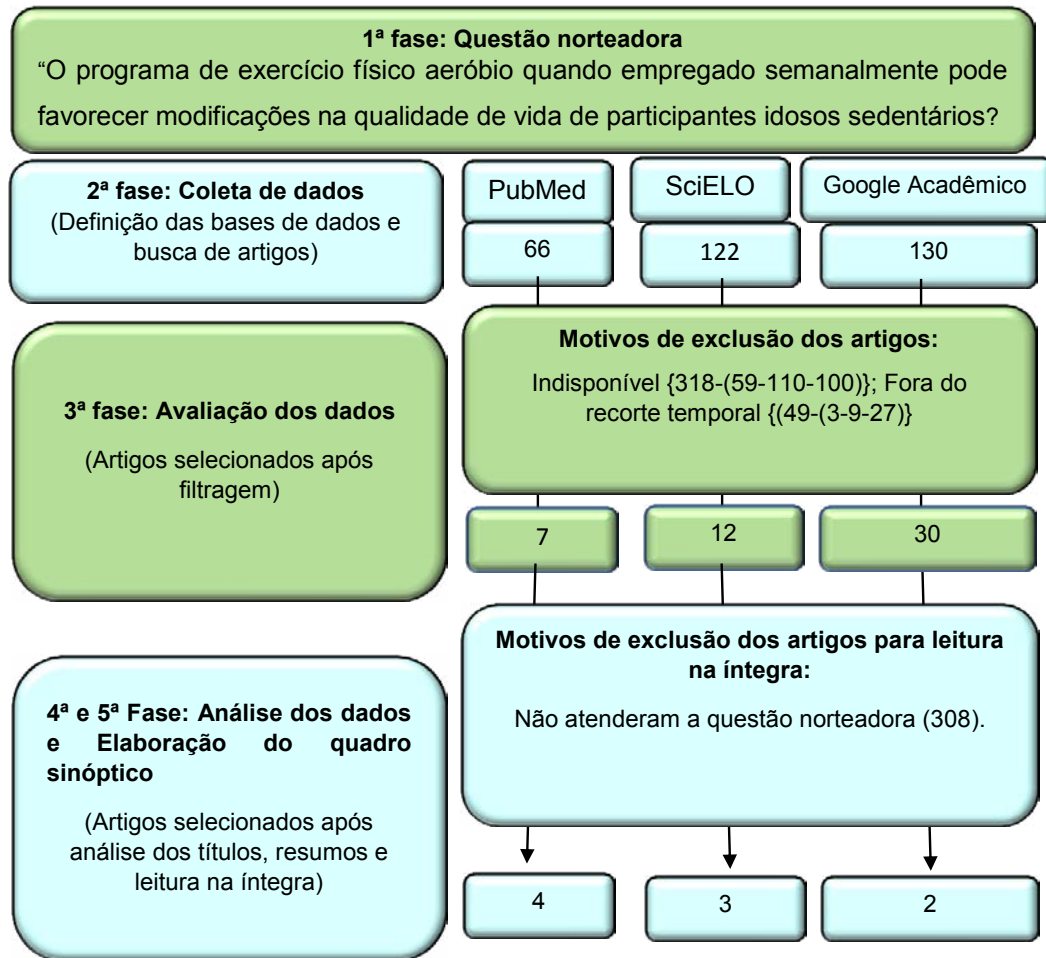 1ª fase: Questão norteadora
“O programa de exercício físico aeróbio quando empregado semanalmente pode
favorecer modificações na qualidade de vida de participantes idosos sedentários?
2ª fase: Coleta de dados
(Definição das bases de dados e
busca de artigos)
PubMed
SciELO
Google Acadêmico
66
122
130
Motivos de exclusão dos artigos:
Indisponível {318-(59-110-100)}; Fora do
recorte temporal {(49-(3-9-27)}
3ª fase: Avaliação dos dados
(Artigos selecionados após
filtragem)
7
12
30
Motivos de exclusão dos artigos para leitura
na íntegra:
Não atenderam a questão norteadora (308).
4ª e 5ª Fase: Análise dos dados
e Elaboração do quadro
sinóptico
(Artigos selecionados após
análise dos títulos, resumos e
leitura na íntegra)
4
3
2